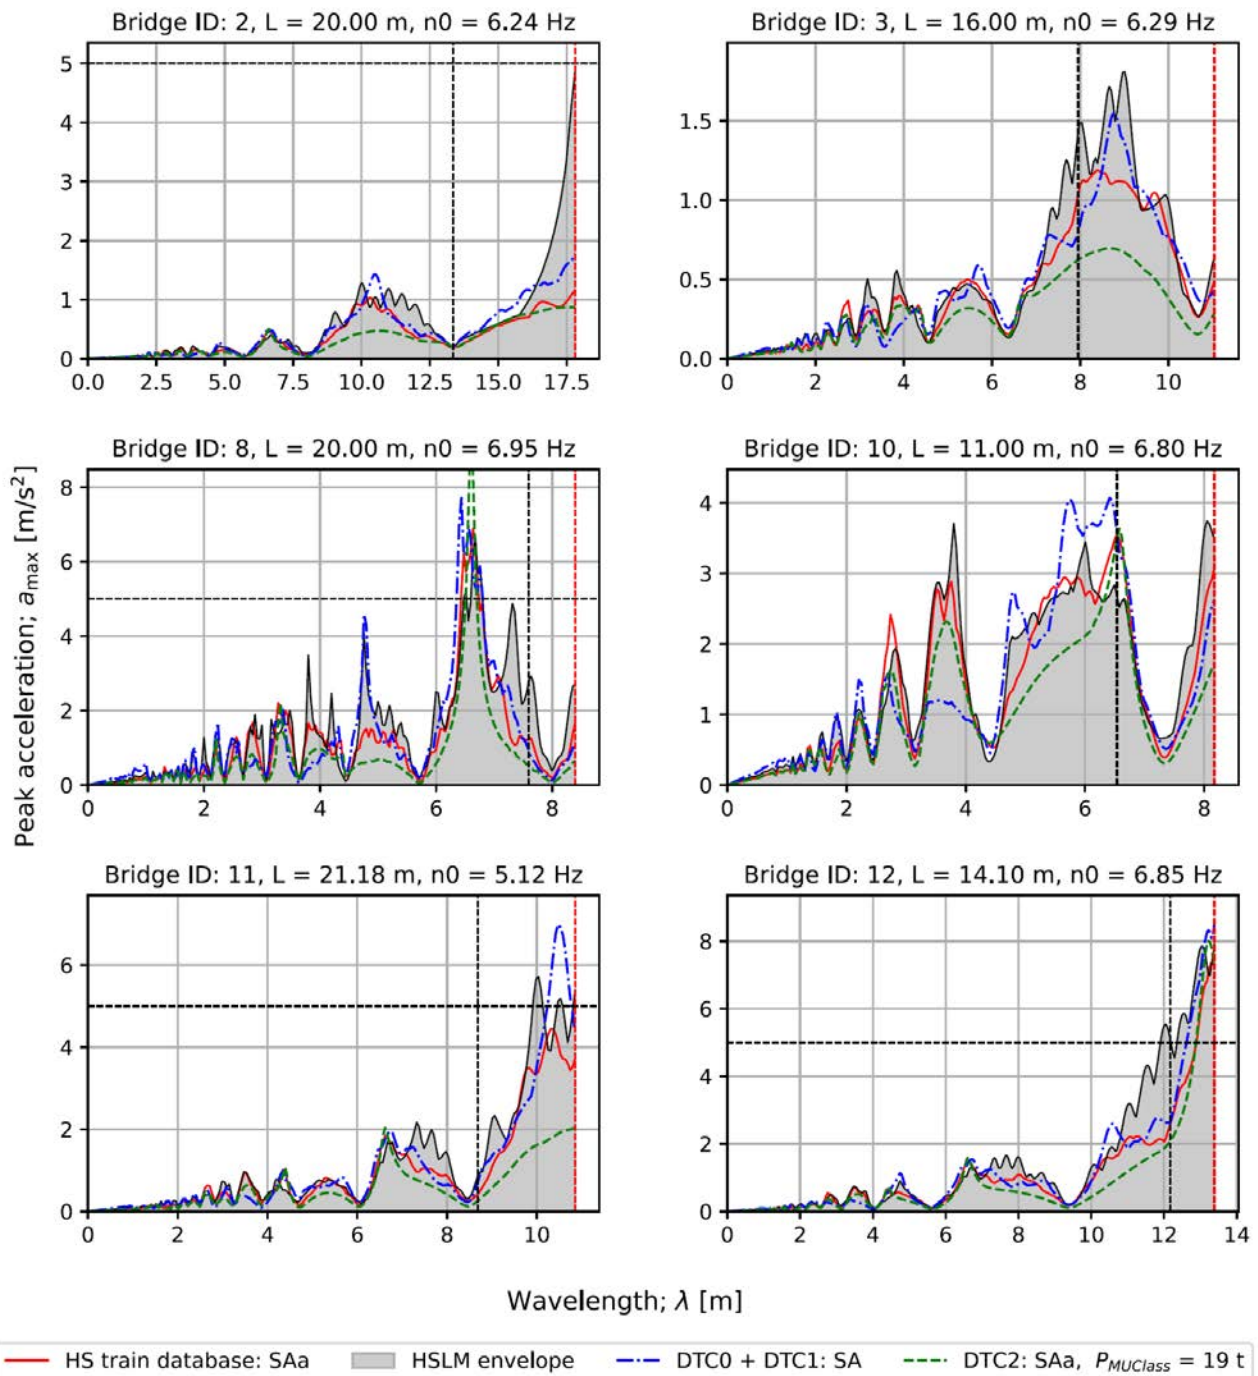 Bridge ID: 2, L = 20.00 m, n0 = 6.24 Hz
5
4
3
2
1
0
0.0 2.5 5.0 7.5 10.0 12.5 15.0 17.5
Bridge ID: 3, L = 16.00 m, n0 = 6.29 Hz
1.5
1.0
0.5
0.0
0 2 4 6 8 10
Peak acceleration; a_max [m/s²]
Bridge ID: 8, L = 20.00 m, n0 = 6.95 Hz
8
6
4
2
0
0 2 4 6 8
Bridge ID: 10, L = 11.00 m, n0 = 6.80 Hz
4
3
2
1
0
0 2 4 6 8
Bridge ID: 11, L = 21.18 m, n0 = 5.12 Hz
6
4
2
0
0 2 4 6 8 10
Bridge ID: 12, L = 14.10 m, n0 = 6.85 Hz
8
6
4
2
0
0 2 4 6 8 10 12 14
Wavelength; λ [m]
HS train database: SAa HSLM envelope DTC0 + DTC1: SA DTC2: SAa, P_MUClass = 19 t